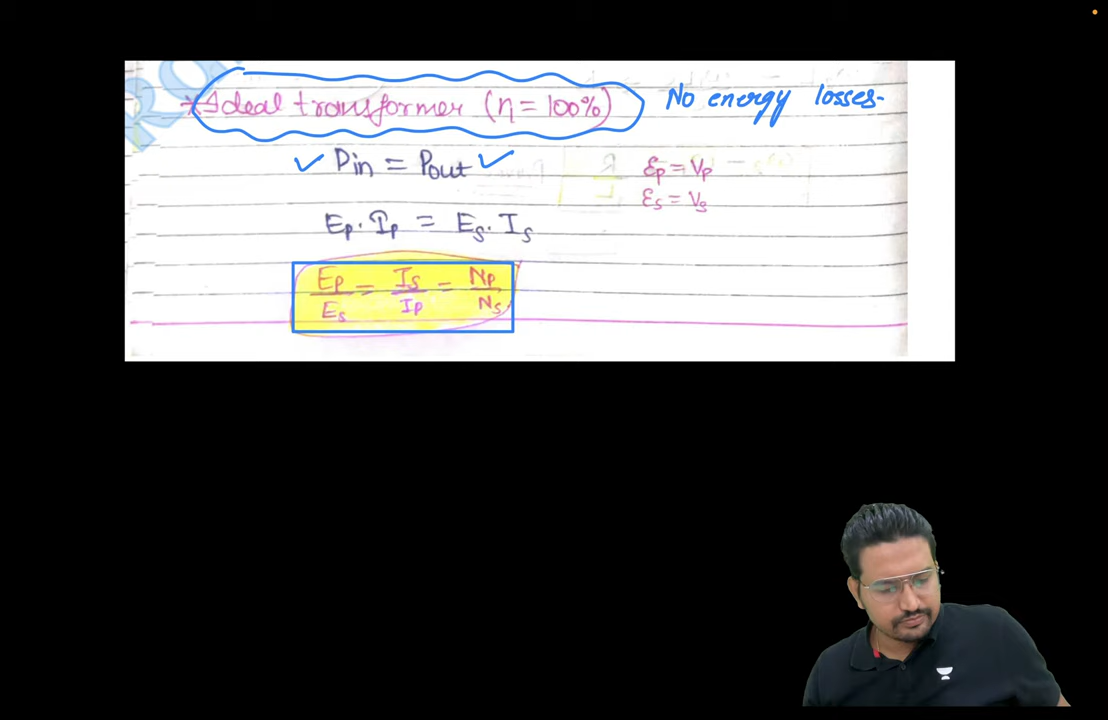 * Ideal transformer (η = 100%) No energy losses-
✓ Pin = Pout ✓
Ep = Vp
Es = Vs
Ep. Ip = Es. Is
Ep/Es = Is/Ip = Np/Ns